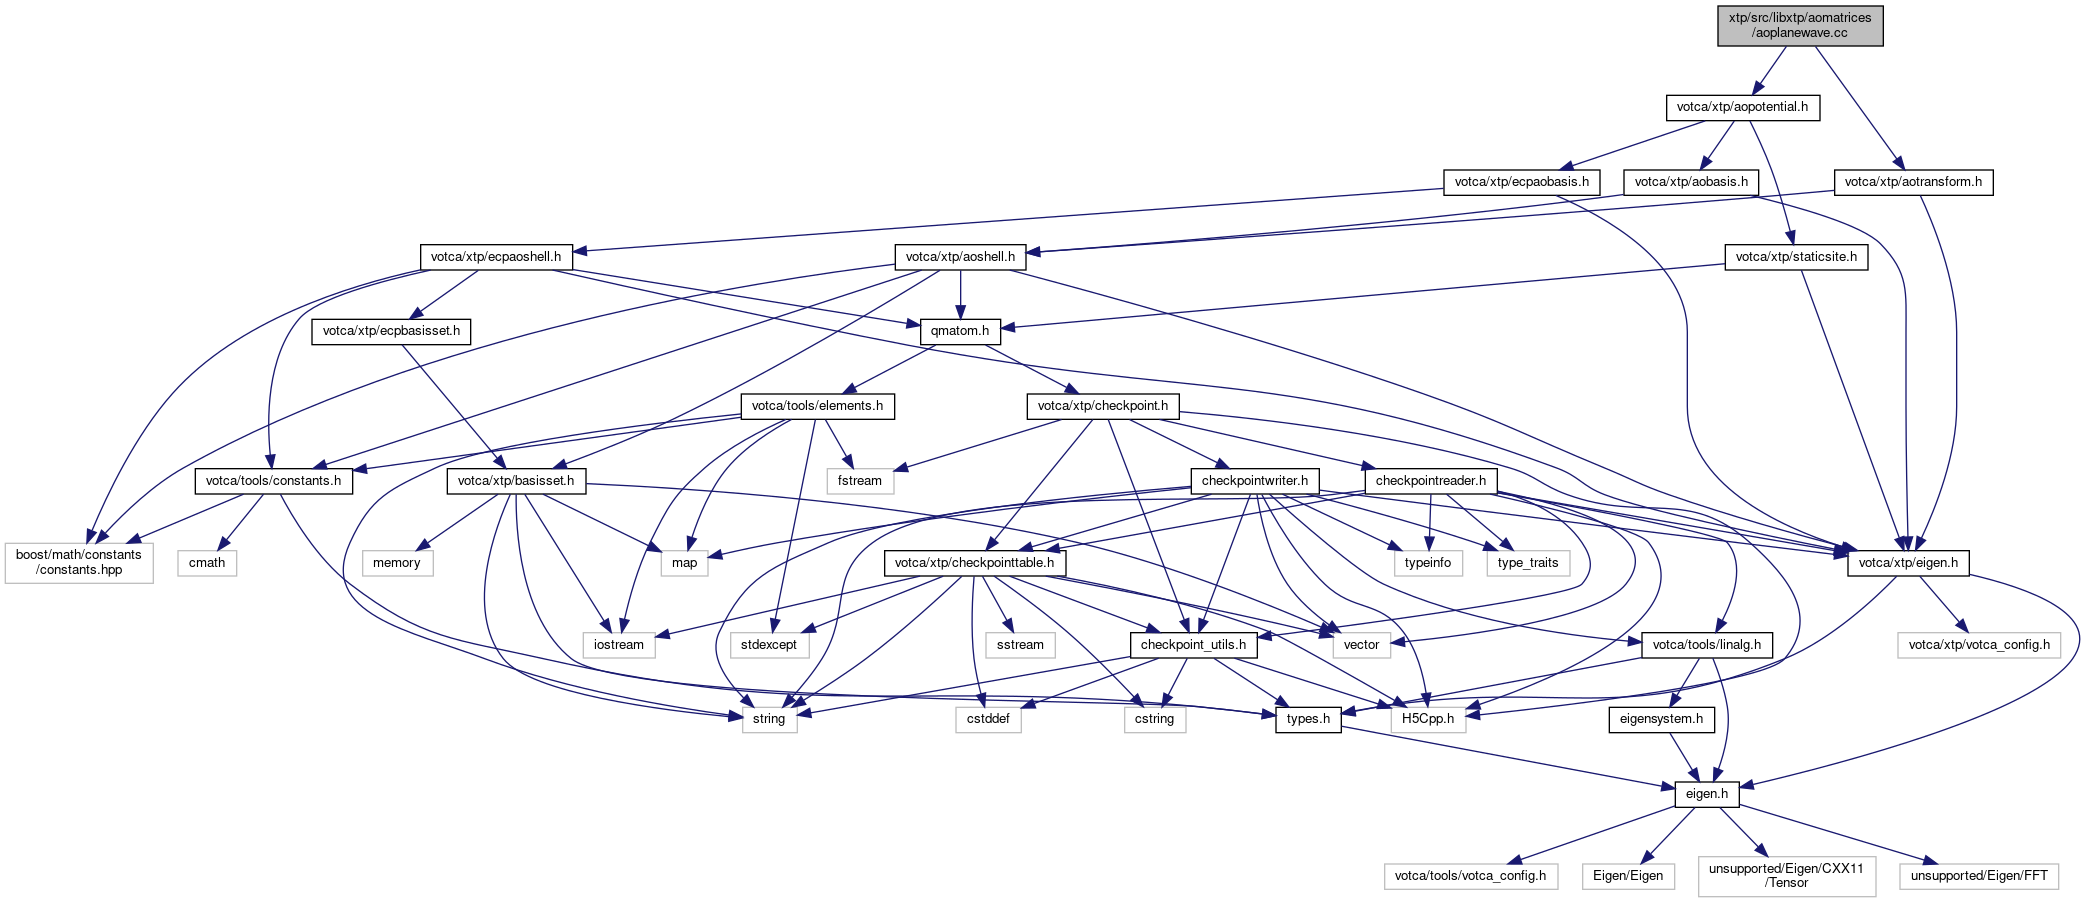 xtp/src/libxtp/aomatrices
/aoplanewave.cc
votca/xtp/aopotential.h
votca/xtp/ecpaobasis.h
votca/xtp/aobasis.h
votca/xtp/aotransform.h
votca/xtp/ecpaoshell.h
votca/xtp/aoshell.h
votca/xtp/staticsite.h
votca/xtp/ecpbasisset.h
qmatom.h
votca/tools/elements.h
votca/xtp/checkpoint.h
votca/tools/constants.h
votca/xtp/basisset.h
fstream
checkpointwriter.h
checkpointreader.h
boost/math/constants
/constants.hpp
cmath
memory
map
votca/xtp/checkpointtable.h
typeinfo
type_traits
votca/xtp/eigen.h
iostream
stdexcept
sstream
checkpoint_utils.h
vector
votca/tools/linalg.h
votca/xtp/votca_config.h
string
cstddef
cstring
types.h
H5Cpp.h
eigensystem.h
eigen.h
votca/tools/votca_config.h
Eigen/Eigen
unsupported/Eigen/CXX11
/Tensor
unsupported/Eigen/FFT